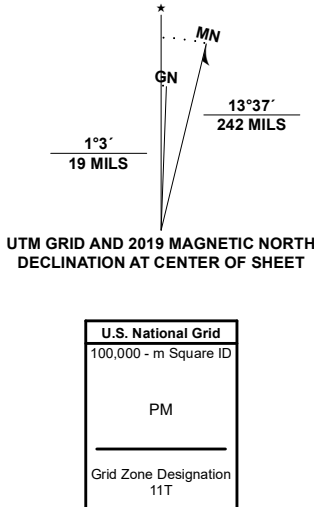 ★
MN
GN
13°37´
242 MILS
1°3´
19 MILS
UTM GRID AND 2019 MAGNETIC NORTH
DECLINATION AT CENTER OF SHEET
U.S. National Grid
100,000 - m Square ID
PM
Grid Zone Designation
11T